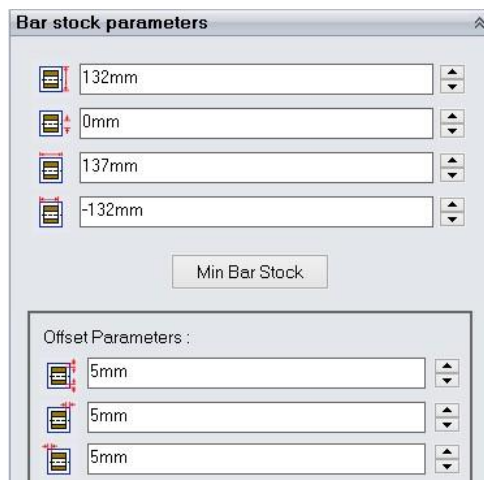 Bar stock parameters
132mm
0mm
137mm
-132mm
Min Bar Stock
Offset Parameters :
5mm
5mm
5mm